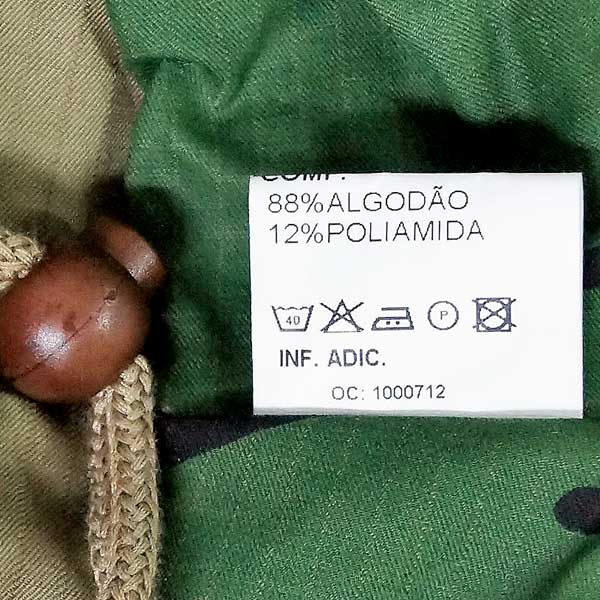 COMP.
88%ALGODÃO
12%POLIAMIDA
40 P
INF. ADIC.
OC: 1000712